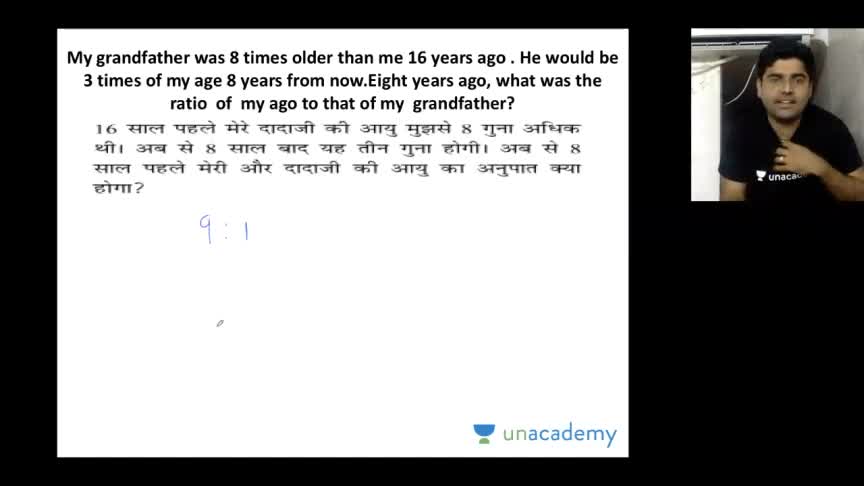 My grandfather was 8 times older than me 16 years ago . He would be
3 times of my age 8 years from now.Eight years ago, what was the
ratio of my ago to that of my grandfather?
16 साल पहले मेरे दादाजी की आयु मुझसे 8 गुना अधिक
थी। अब से 8 साल बाद यह तीन गुना होगी। अब से 8
साल पहले मेरी और दादाजी की आयु का अनुपात क्या
होगा?
9 : 1
unacademy
unacade